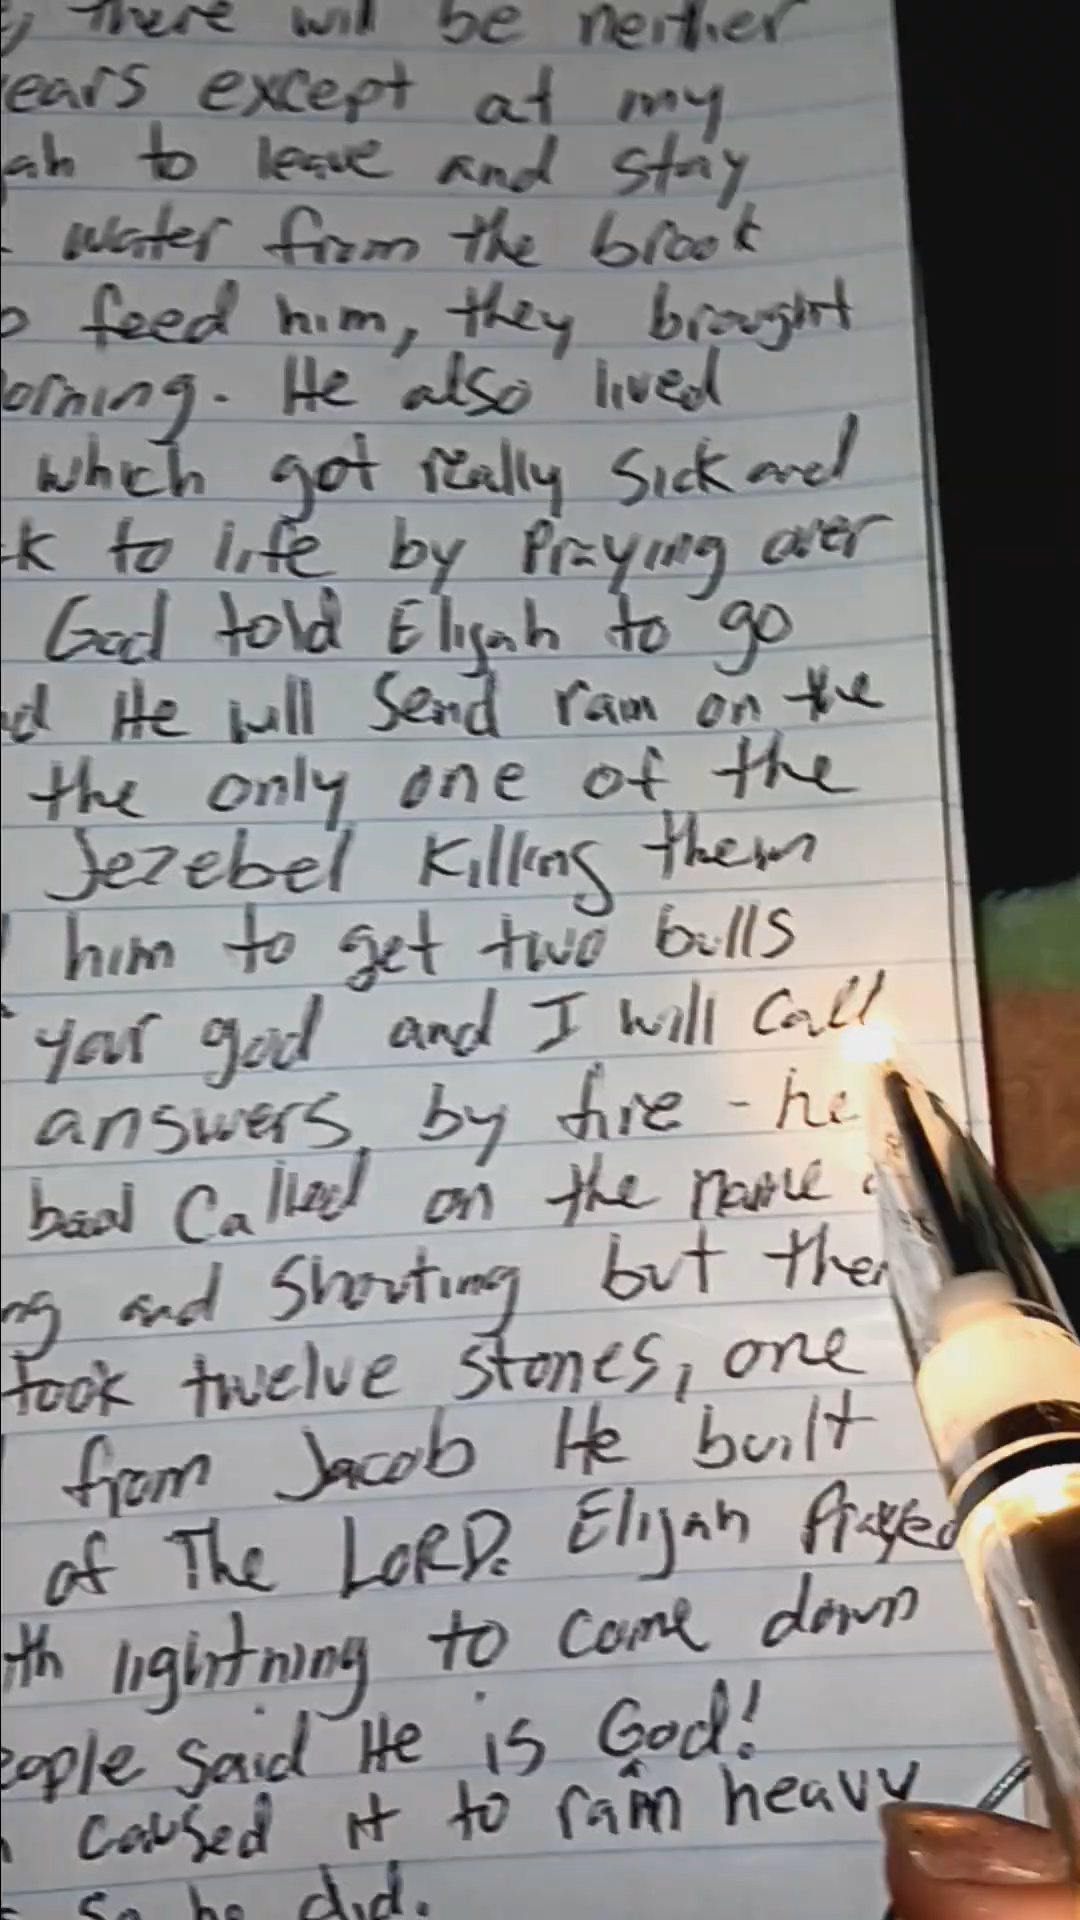 there will be neither
ears except at my
ah to leave and stay
water from the brook
o feed him, they brought
orning. He also lived
which got really sick and
k to life by Praying over
God told Elijah to go
d He will Send rain on the
the only one of the
Jezebel Killing them
him to get two bulls
your god and I will call
answers by fire - he
baal Called on the name
ng and Shouting but the
took twelve stones, one
from Jacob He built
of The LORD. Elijah Prayed
th lightning to come down
eople said He is God!
caused it to rain heavy
so he did.